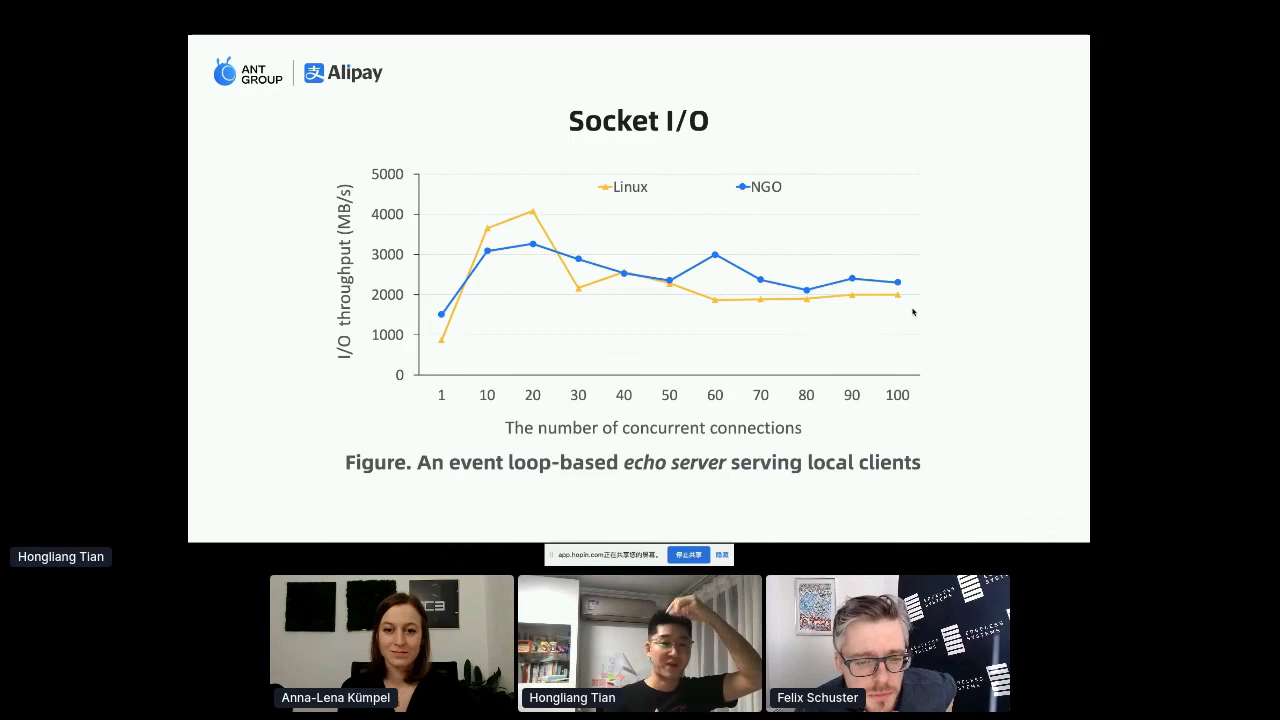 ANT
GROUP
支 Alipay
Socket I/O
Linux
NGO
I/O throughput (MB/s)
5000
4000
3000
2000
1000
0
1 10 20 30 40 50 60 70 80 90 100
The number of concurrent connections
Figure. An event loop-based echo server serving local clients
Hongliang Tian
app.hopin.com正在共享您的屏幕。 停止共享 隐藏
C3
EDGELESS SYSTEMS
Anna-Lena Kümpel
Hongliang Tian
Felix Schuster